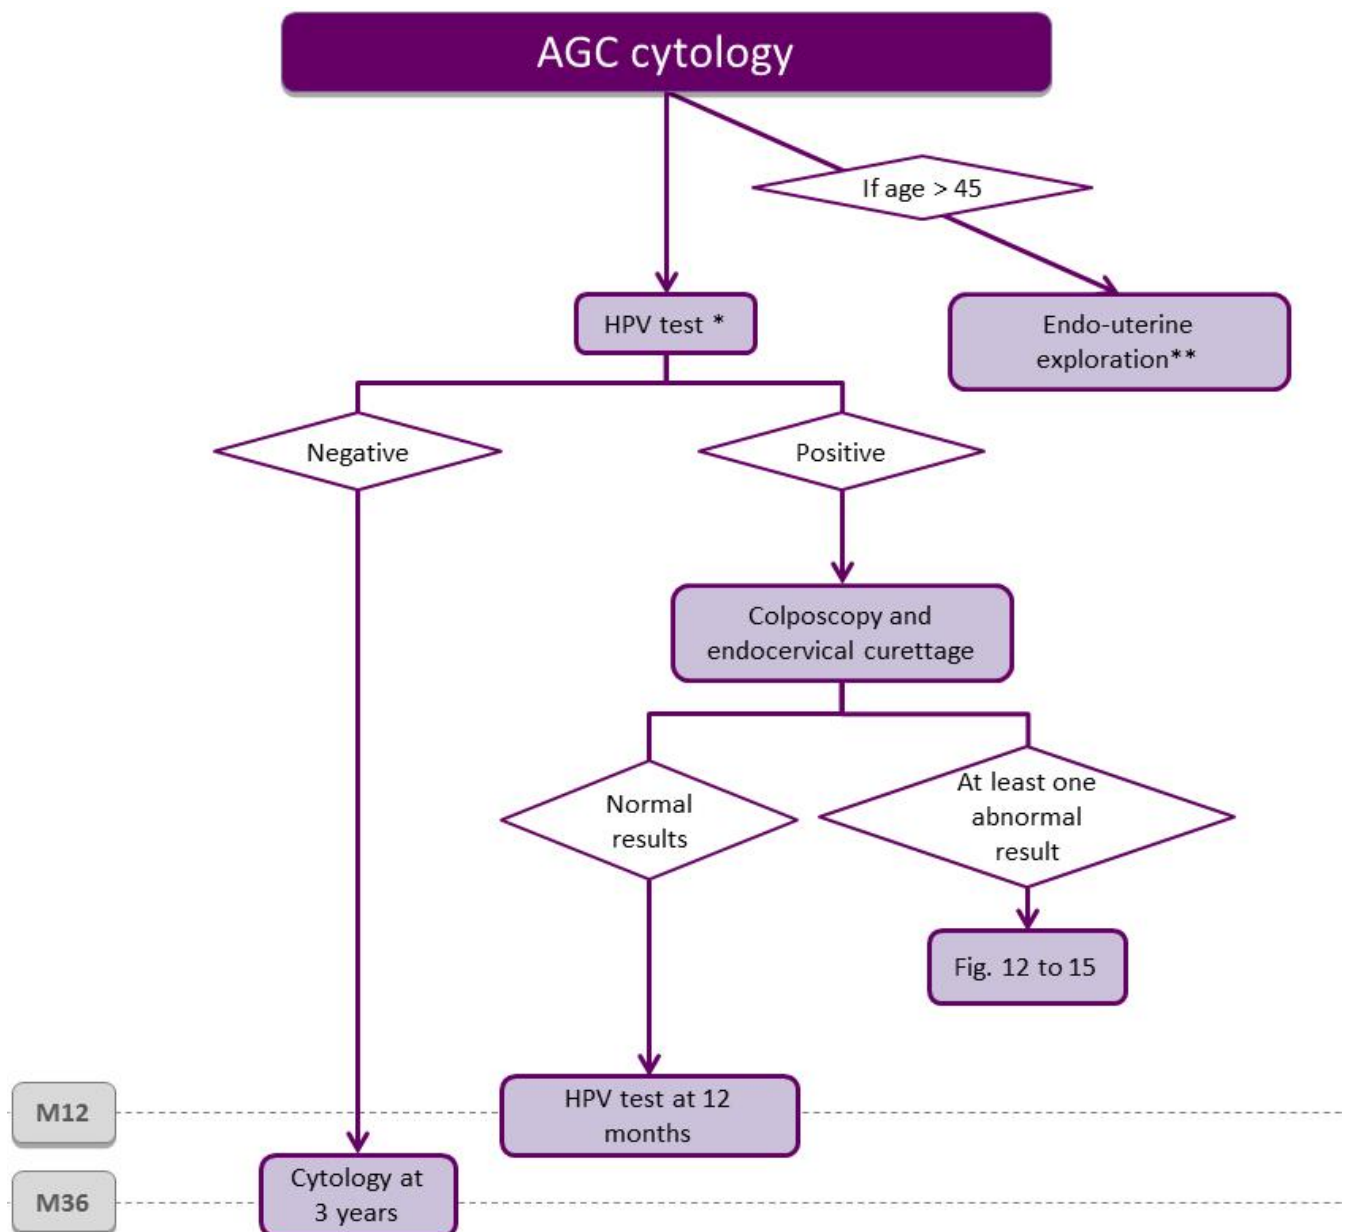 AGC cytology
If age > 45
HPV test *
Endo-uterine
exploration**
Negative
Positive
Colposcopy and
endocervical curettage
Normal
results
At least one
abnormal
result
Fig. 12 to 15
M12
HPV test at 12
months
M36
Cytology at
3 years